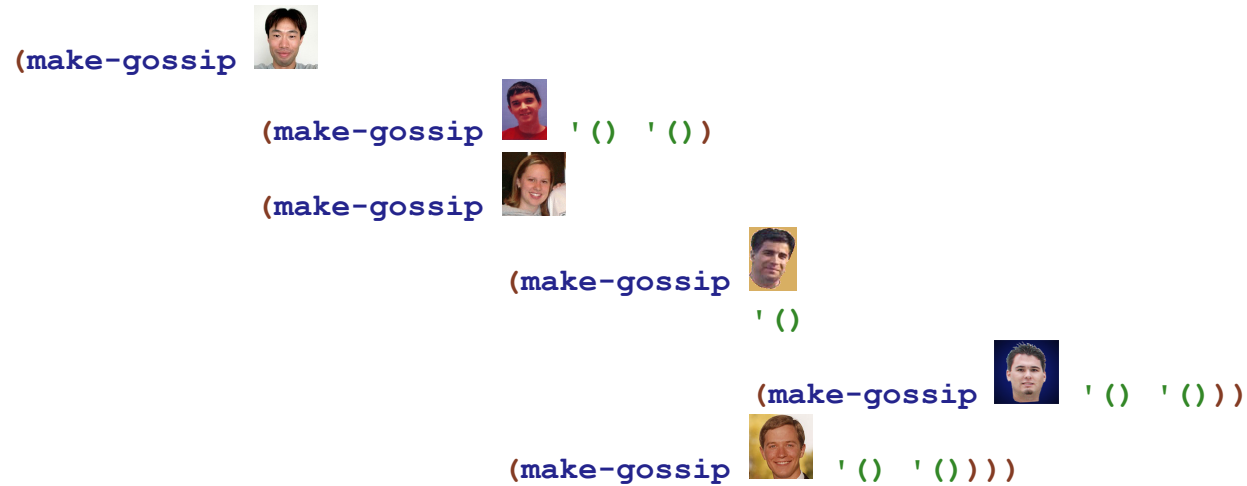 (make-gossip
(make-gossip '() '())
(make-gossip
(make-gossip
'()
(make-gossip '() '()))
(make-gossip '() '())))